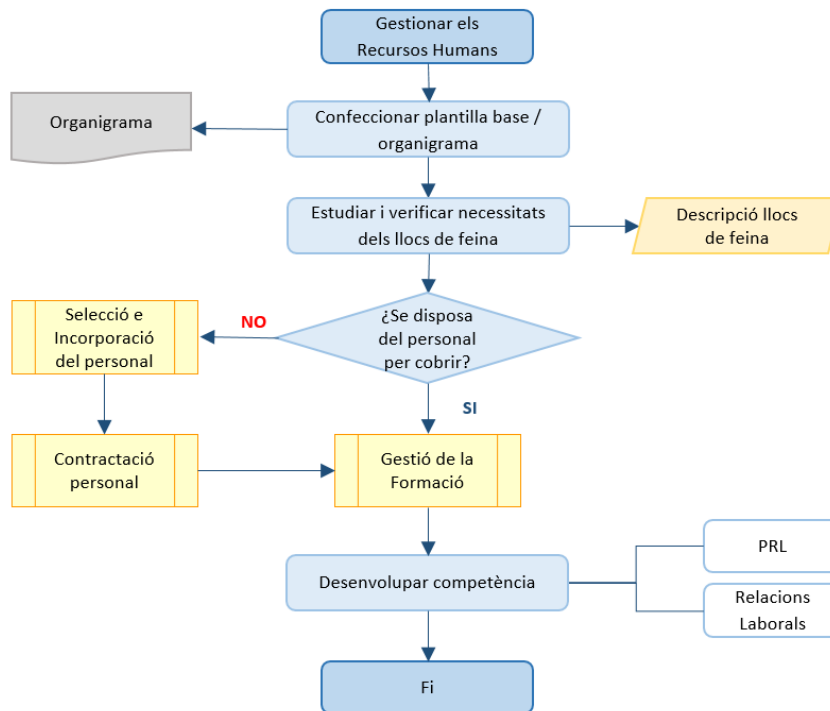 Gestionar els
Recursos Humans
Organigrama
Confeccionar plantilla base /
organigrama
Estudiar i verificar necessitats
dels llocs de feina
Descripció llocs
de feina
Selecció e
Incorporació
del personal
NO
¿Se disposa
del personal
per cobrir?
SI
Contractació
personal
Gestió de la
Formació
Desenvolupar competència
PRL
Relacions
Laborals
Fi